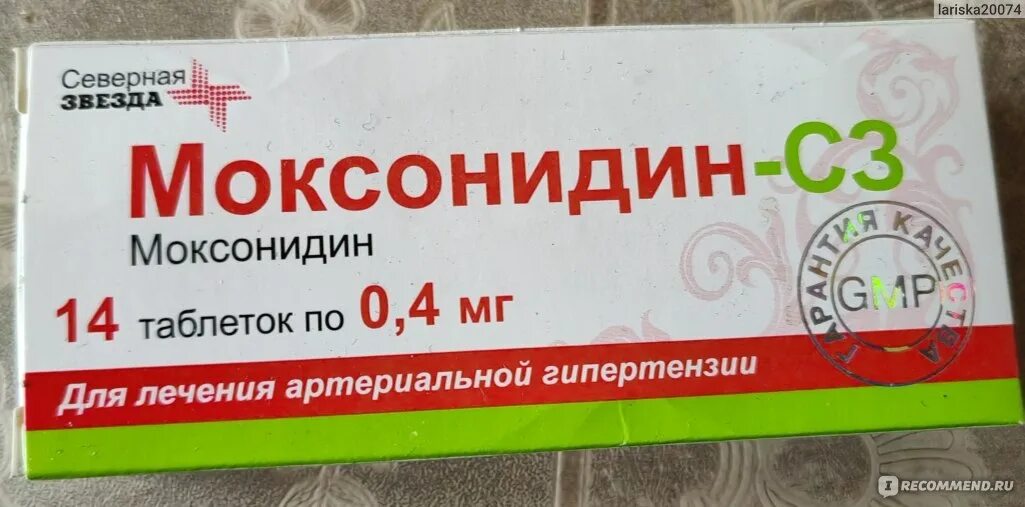 lariska20074
Северная
ЗВЕЗДА
Моксонидин-СЗ
Моксонидин
14 таблеток по 0,4 мг
ГАРАНТИЯ КАЧЕСТВА
GMP
Для лечения артериальной гипертензии
I RECOMMEND.RU